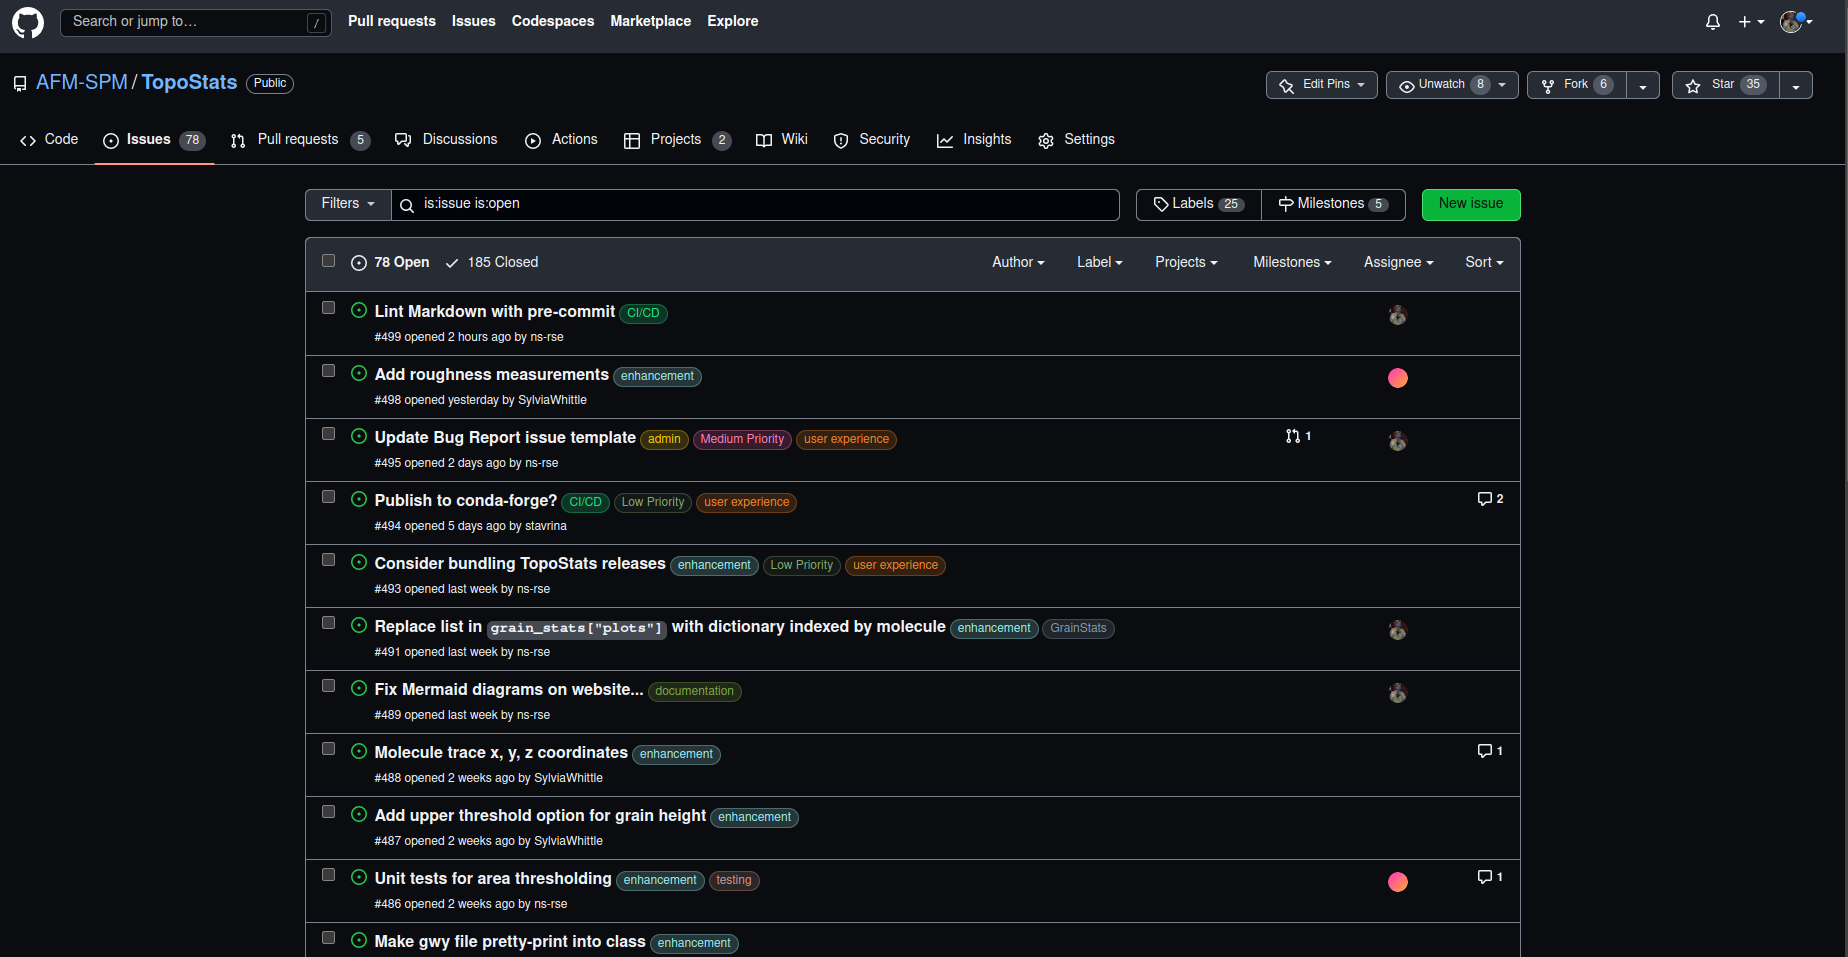 Search or jump to… /
Pull requests Issues Codespaces Marketplace Explore
AFM-SPM / TopoStats Public
Edit Pins Unwatch 8 Fork 6 Star 35
Code Issues 78 Pull requests 5 Discussions Actions Projects 2 Wiki Security Insights Settings
Filters is:issue is:open Labels 25 Milestones 5 New issue
78 Open 185 Closed Author Label Projects Milestones Assignee Sort
Lint Markdown with pre-commit CI/CD
#499 opened 2 hours ago by ns-rse
Add roughness measurements enhancement
#498 opened yesterday by SylviaWhittle
Update Bug Report issue template admin Medium Priority user experience 1
#495 opened 2 days ago by ns-rse
Publish to conda-forge? CI/CD Low Priority user experience 2
#494 opened 5 days ago by stavrina
Consider bundling TopoStats releases enhancement Low Priority user experience
#493 opened last week by ns-rse
Replace list in grain_stats["plots"] with dictionary indexed by molecule enhancement GrainStats
#491 opened last week by ns-rse
Fix Mermaid diagrams on website... documentation
#489 opened last week by ns-rse
Molecule trace x, y, z coordinates enhancement 1
#488 opened 2 weeks ago by SylviaWhittle
Add upper threshold option for grain height enhancement
#487 opened 2 weeks ago by SylviaWhittle
Unit tests for area thresholding enhancement testing 1
#486 opened 2 weeks ago by ns-rse
Make gwy file pretty-print into class enhancement